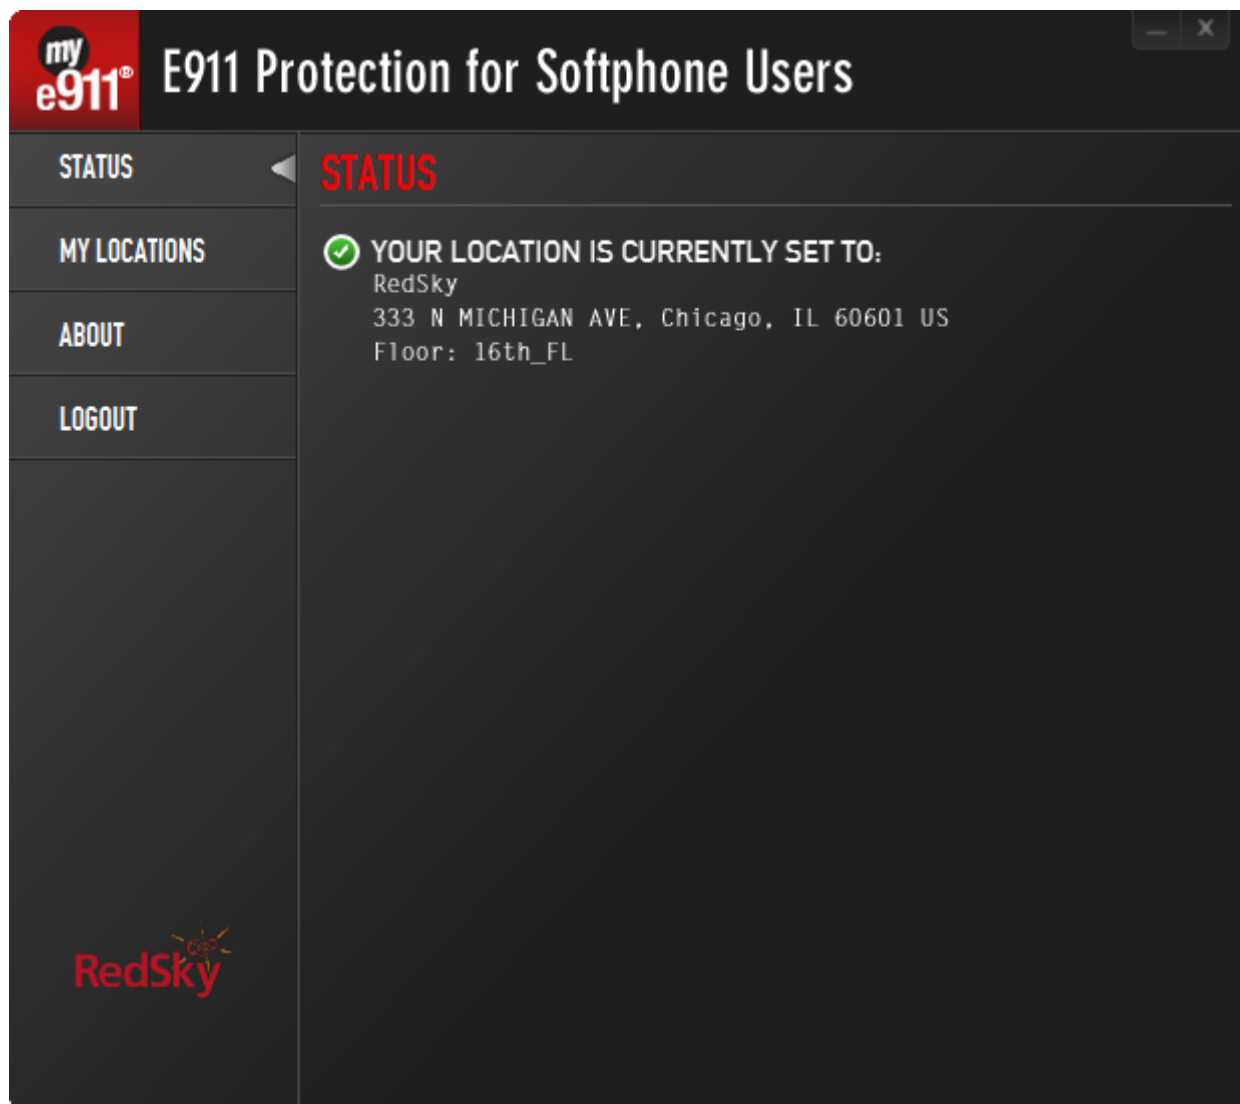 my
e911®
E911 Protection for Softphone Users
X
STATUS
MY LOCATIONS
ABOUT
LOGOUT
STATUS
YOUR LOCATION IS CURRENTLY SET TO:
RedSky
333 N MICHIGAN AVE, Chicago, IL 60601 US
Floor: 16th_FL
RedSky